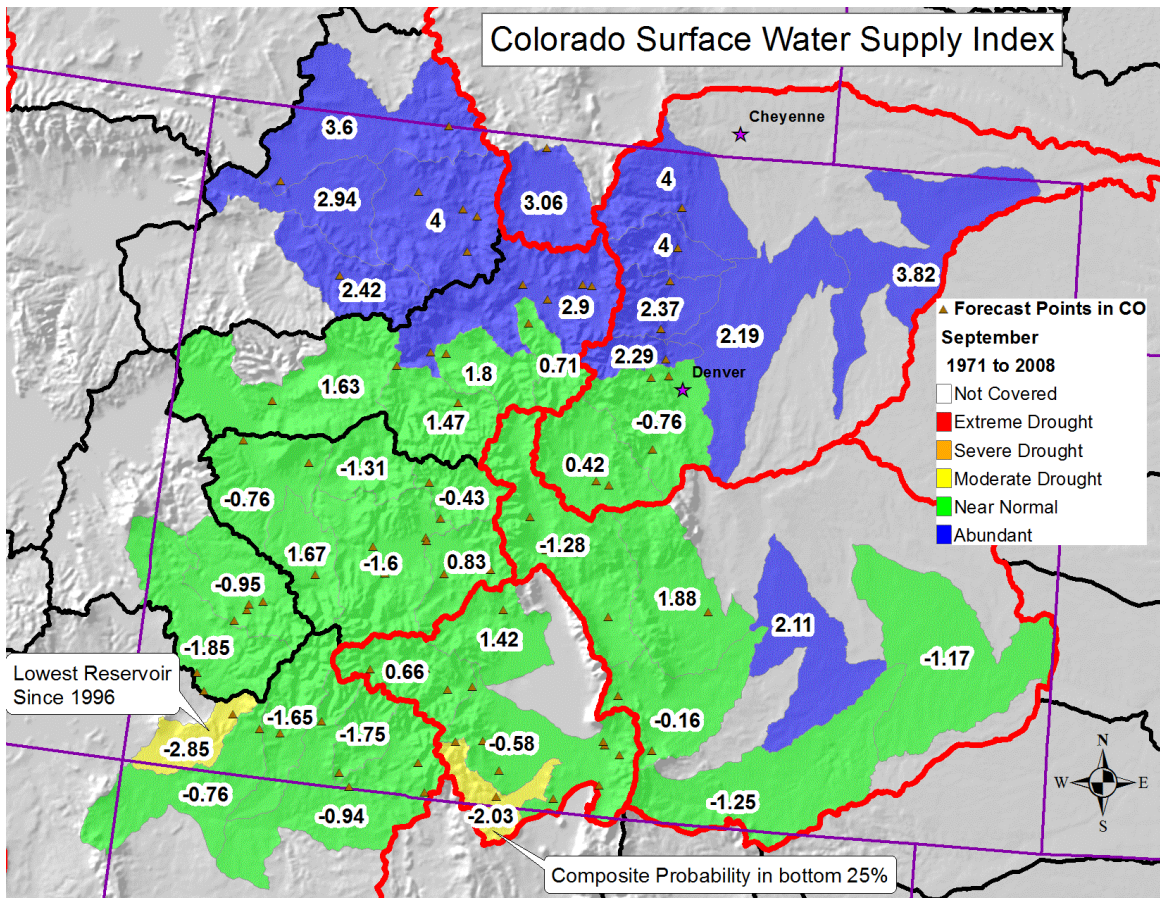 Colorado Surface Water Supply Index
Cheyenne
3.6
4
2.94
3.06
4
4
3.82
2.42
2.9
2.37
2.19
2.29
0.71
Denver
1.8
1.63
1.47
-0.76
0.42
-1.31
-0.76
-0.43
-1.28
1.67
-1.6
0.83
-0.95
1.88
2.11
1.42
-1.85
-1.17
0.66
-1.65
-1.75
-0.16
-2.85
-0.58
-0.76
-0.94
-2.03
-1.25
Forecast Points in CO
September
1971 to 2008
Not Covered
Extreme Drought
Severe Drought
Moderate Drought
Near Normal
Abundant
Lowest Reservoir
Since 1996
Composite Probability in bottom 25%
N
W E
S